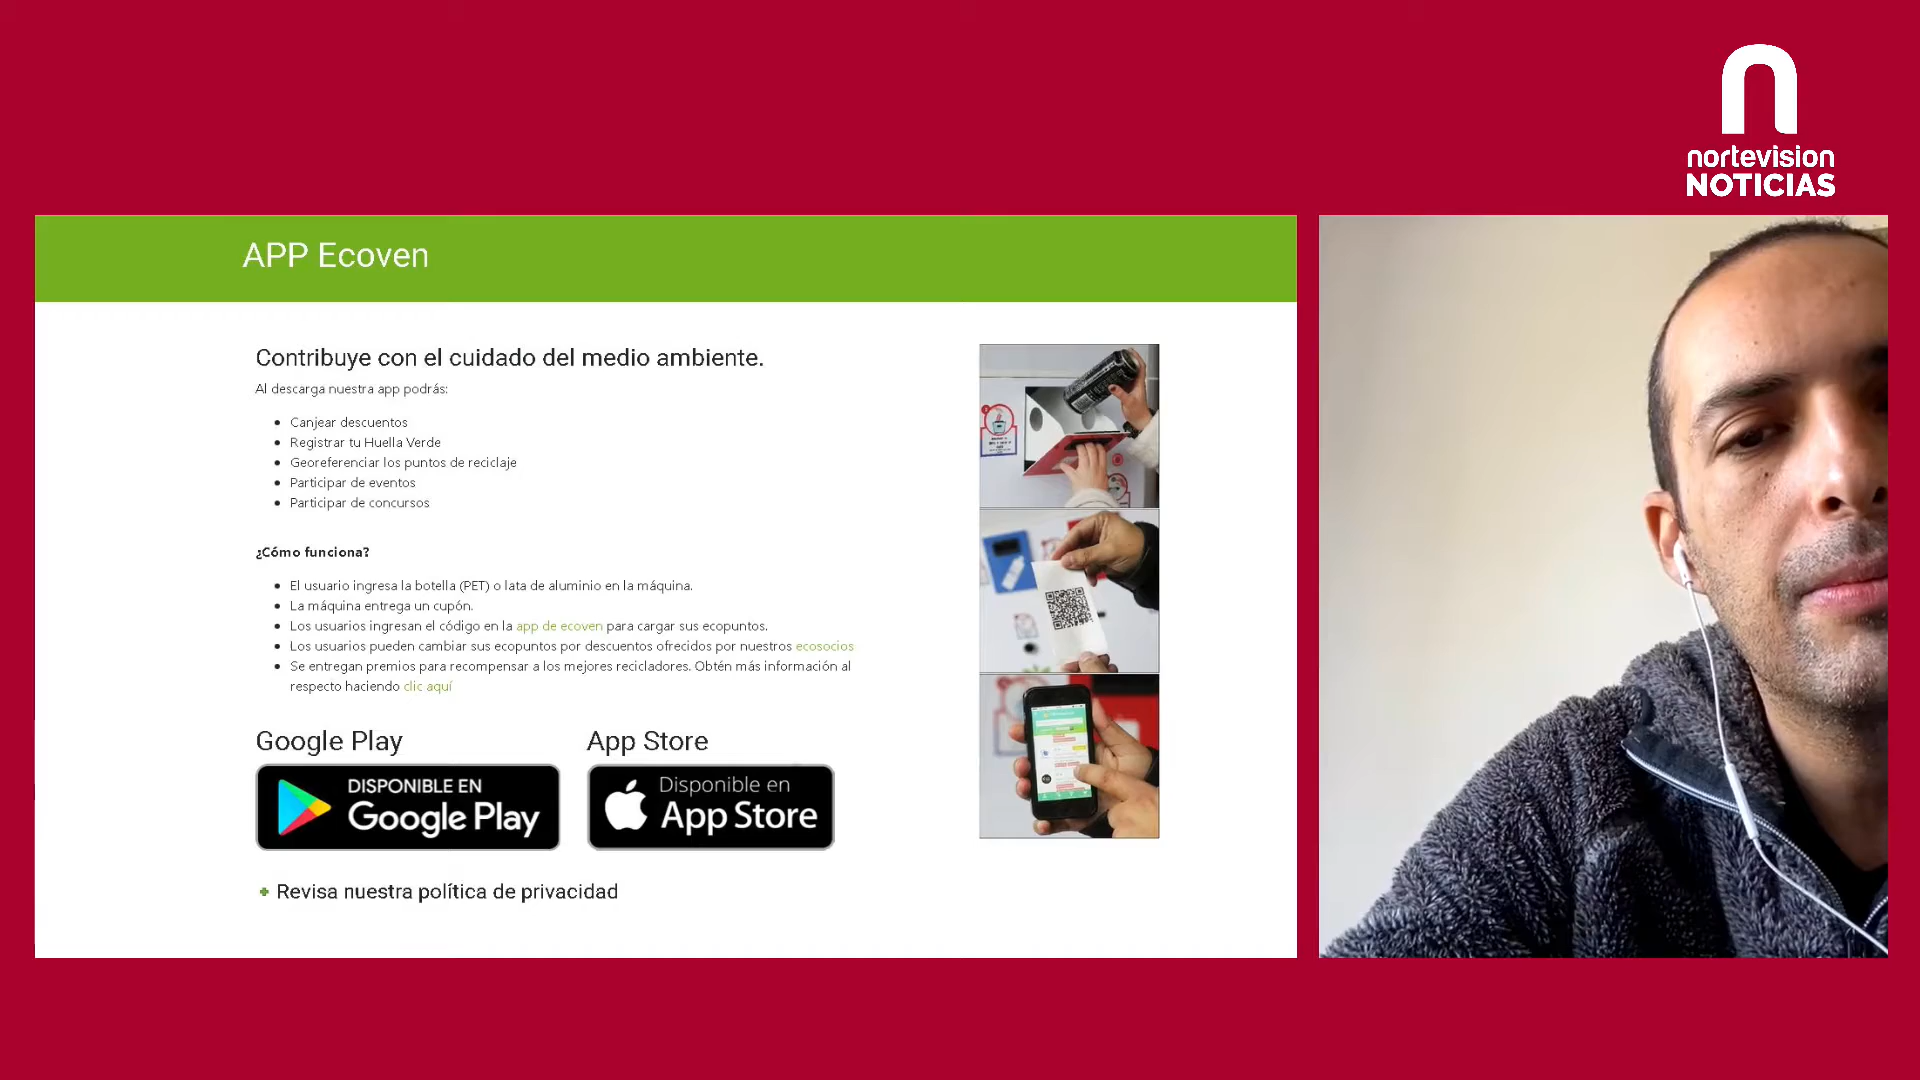 nortevision
NOTICIAS
APP Ecoven
Contribuye con el cuidado del medio ambiente.
Al descarga nuestra app podrás:
Canjear descuentos
Registrar tu Huella Verde
Georeferenciar los puntos de reciclaje
Participar de eventos
Participar de concursos
¿Cómo funciona?
El usuario ingresa la botella (PET) o lata de aluminio en la máquina.
La máquina entrega un cupón.
Los usuarios ingresan el código en la app de ecoven para cargar sus ecopuntos.
Los usuarios pueden cambiar sus ecopuntos por descuentos ofrecidos por nuestros ecosocios
Se entregan premios para recompensar a los mejores recicladores. Obtén más información al
respecto haciendo clic aquí
Google Play
App Store
DISPONIBLE EN
Google Play
Disponible en
App Store
Revisa nuestra política de privacidad